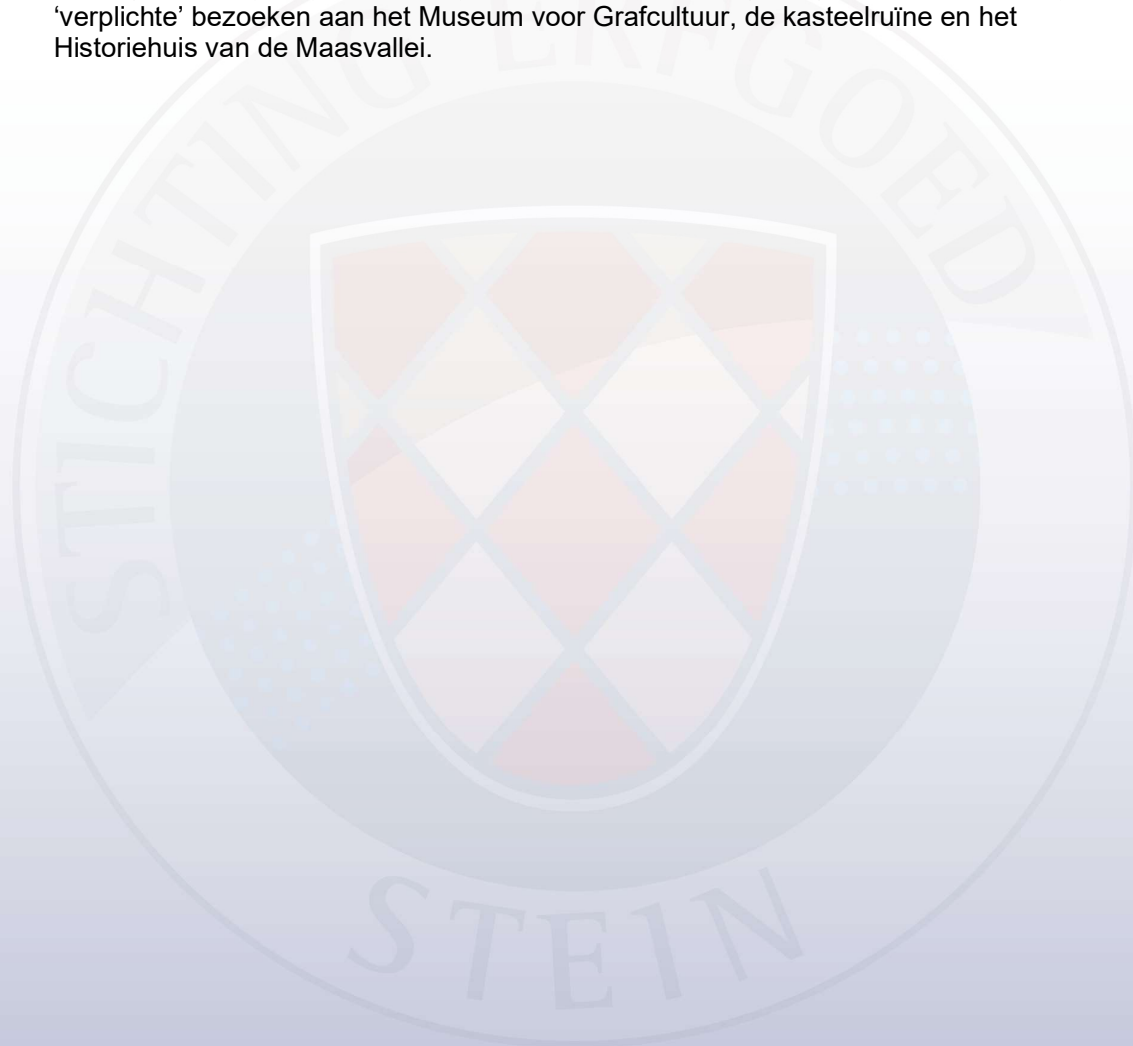 ‘verplichte’ bezoeken aan het Museum voor Grafcultuur, de kasteelruïne en het
Historiehuis van de Maasvallei.
STICHTING ERFGOED
STEIN